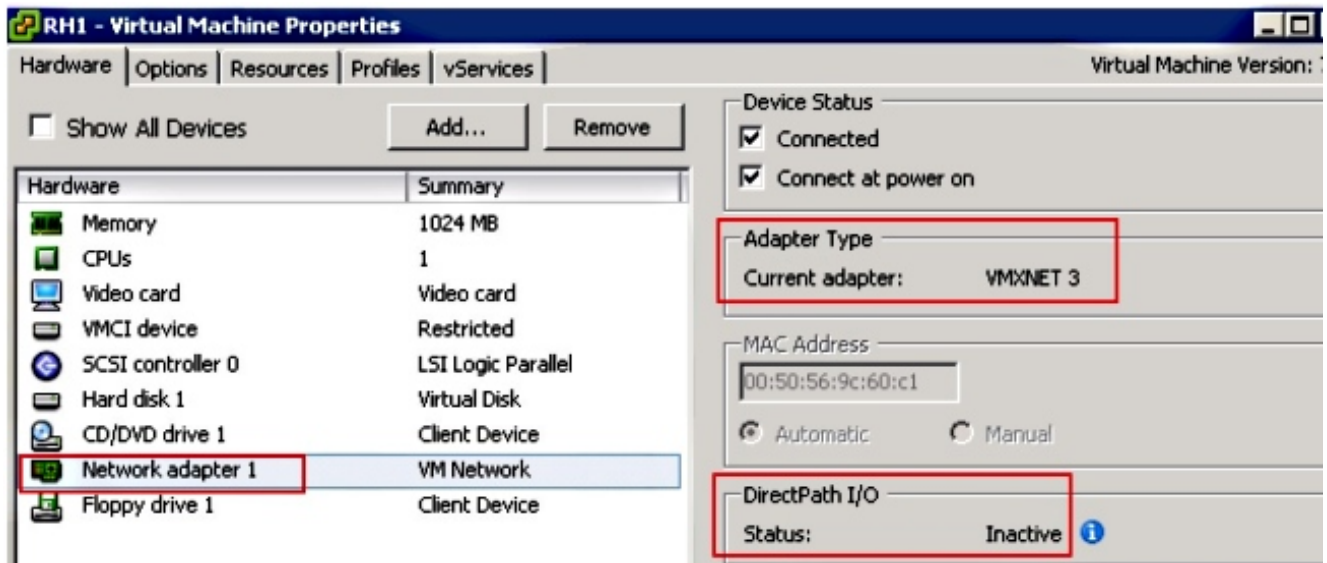 RH1 - Virtual Machine Properties
Hardware Options Resources Profiles vServices
Virtual Machine Version:
Show All Devices
Add...
Remove
Hardware Summary
Memory 1024 MB
CPUs 1
Video card Video card
VMCI device Restricted
SCSI controller 0 LSI Logic Parallel
Hard disk 1 Virtual Disk
CD/DVD drive 1 Client Device
Network adapter 1 VM Network
Floppy drive 1 Client Device
Device Status
Connected
Connect at power on
Adapter Type
Current adapter: VMXNET 3
MAC Address
00:50:56:9c:60:c1
Automatic Manual
DirectPath I/O
Status: Inactive